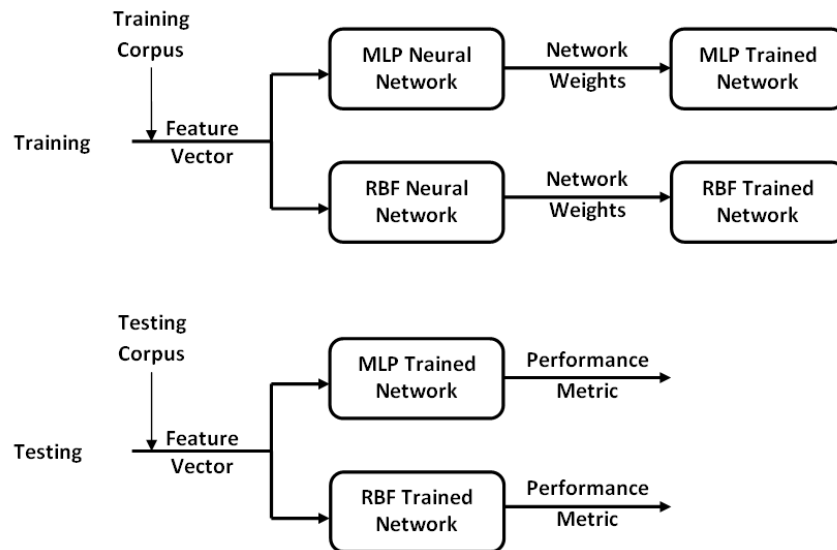 Training
Corpus
Training
Feature
Vector
MLP Neural
Network
Network
Weights
MLP Trained
Network
RBF Neural
Network
Network
Weights
RBF Trained
Network
Testing
Corpus
Testing
Feature
Vector
MLP Trained
Network
Performance
Metric
RBF Trained
Network
Performance
Metric